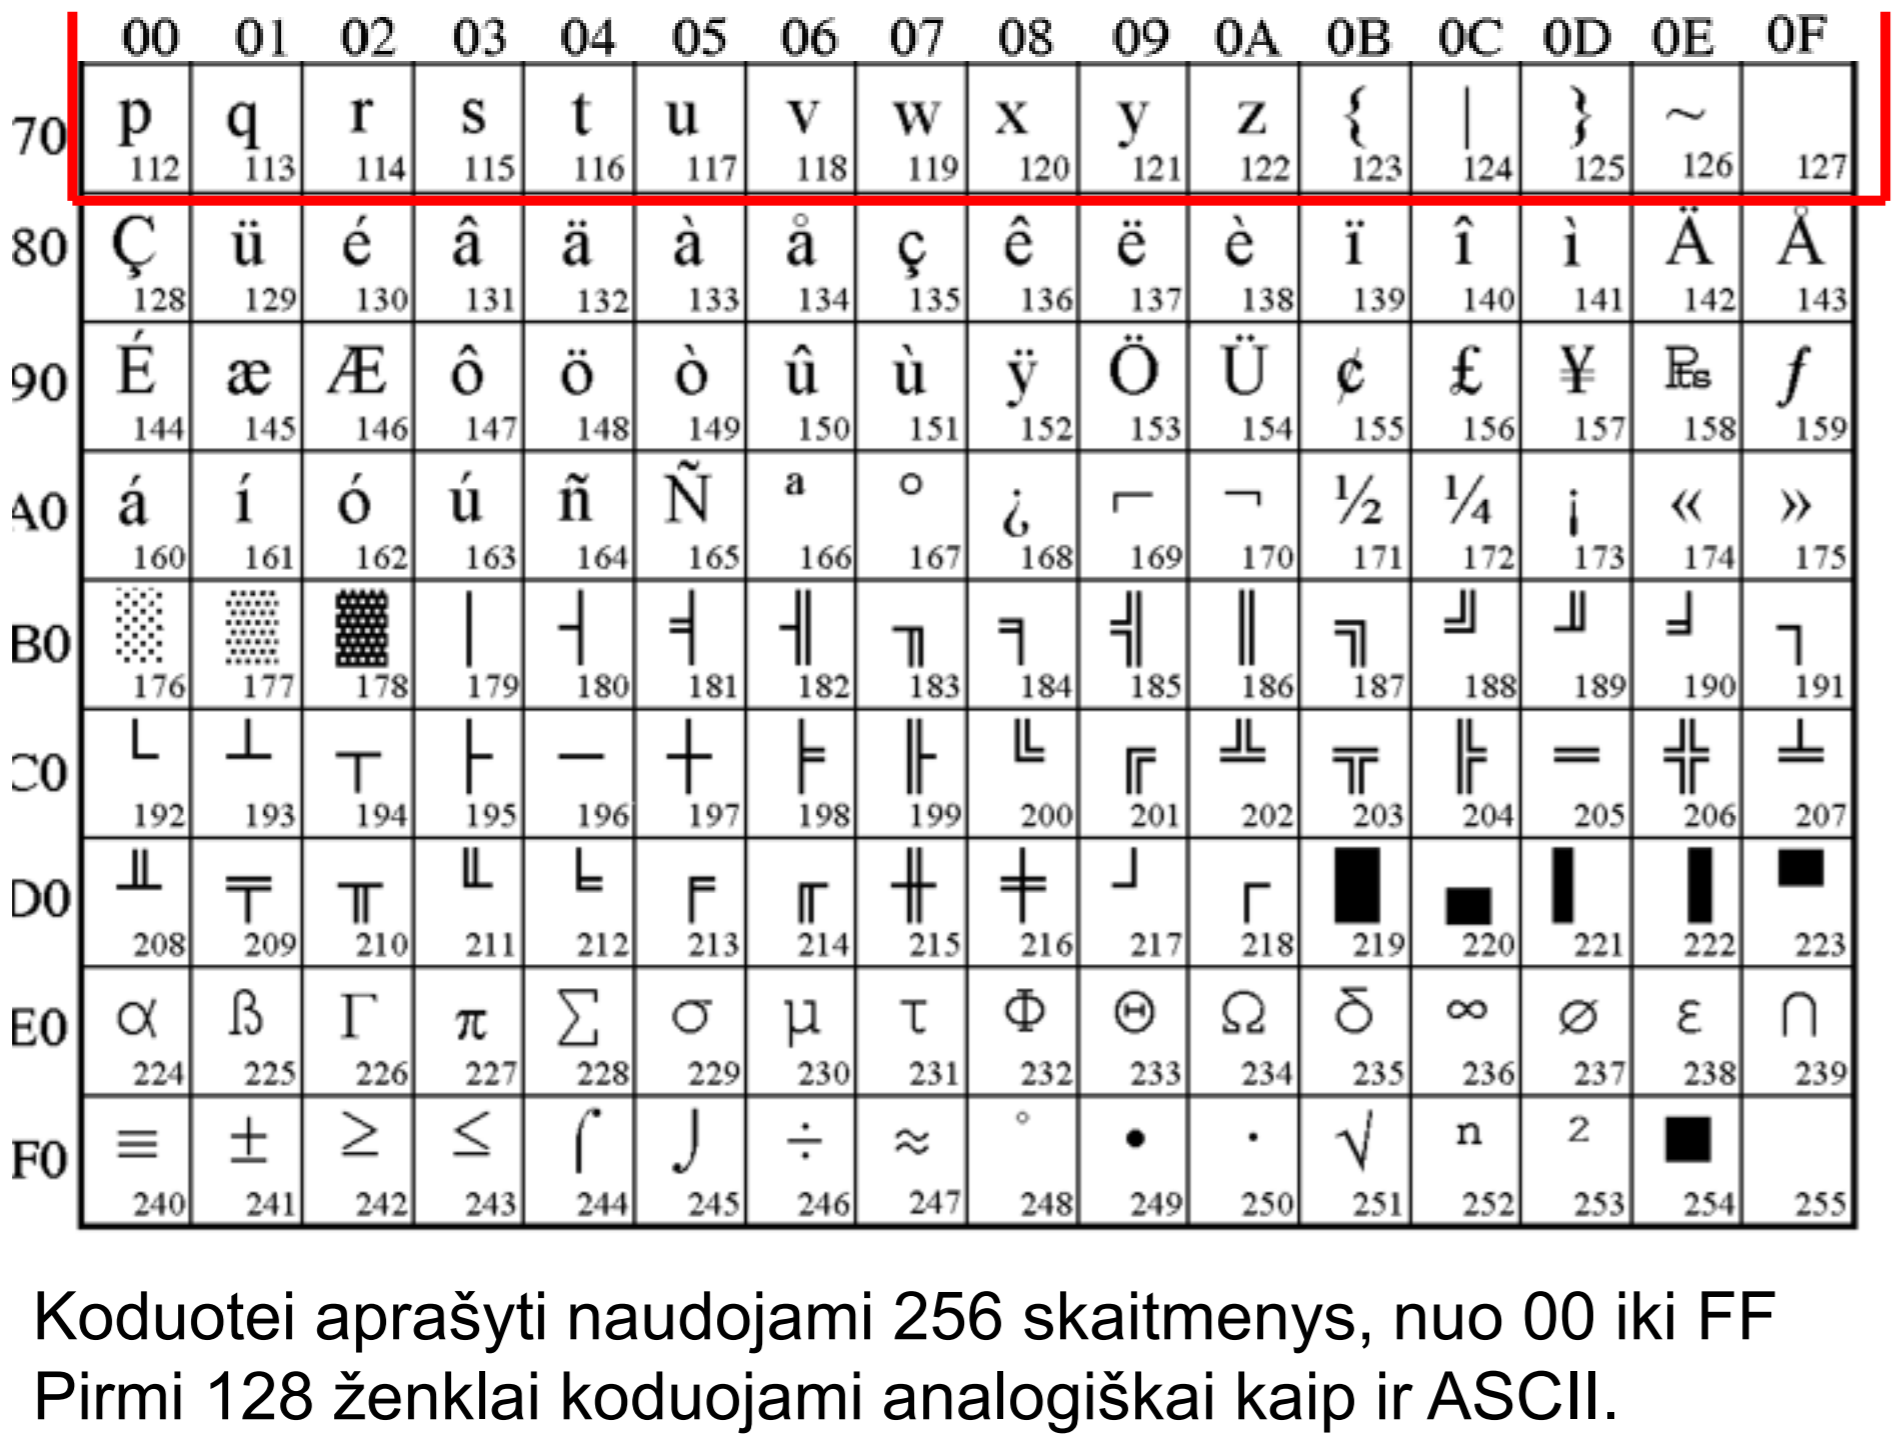 00 01 02 03 04 05 06 07 08 09 0A 0B 0C 0D 0E 0F
70 p q r s t u v w x y z { | } ~
112 113 114 115 116 117 118 119 120 121 122 123 124 125 126 127
80 Ç ü é â ä à å ç ê ë è ï î ì Ä Å
128 129 130 131 132 133 134 135 136 137 138 139 140 141 142 143
90 É æ Æ ô ö ò û ù ÿ Ö Ü ¢ £ ¥ ₧ ƒ
144 145 146 147 148 149 150 151 152 153 154 155 156 157 158 159
A0 á í ó ú ñ Ñ ª º ¿ ⌐ ¬ ½ ¼ ¡ « »
160 161 162 163 164 165 166 167 168 169 170 171 172 173 174 175
B0 ░ ▒ ▓ │ ┤ ╡ ╢ ╖ ╕ ╣ ║ ╗ ╝ ╜ ╛ ┐
176 177 178 179 180 181 182 183 184 185 186 187 188 189 190 191
C0 └ ┴ ┬ ├ ─ ┼ ╞ ╟ ╚ ╔ ╩ ╦ ╠ ═ ╬ ╧
192 193 194 195 196 197 198 199 200 201 202 203 204 205 206 207
D0 ╨ ╤ ╥ ╙ ╘ ╒ ╓ ╫ ╪ ┘ ┌ █ ▄ ▌ ▐ ▀
208 209 210 211 212 213 214 215 216 217 218 219 220 221 222 223
E0 α ß Γ π Σ σ µ τ Φ Θ Ω δ ∞ ø ε ∩
224 225 226 227 228 229 230 231 232 233 234 235 236 237 238 239
F0 ≡ ± ≥ ≤ ⌠ ⌡ ÷ ≈ ° • · √ ⁿ ² ■
240 241 242 243 244 245 246 247 248 249 250 251 252 253 254 255
Koduotei aprašyti naudojami 256 skaitmenys, nuo 00 iki FF
Pirmi 128 ženklai koduojami analogiškai kaip ir ASCII.